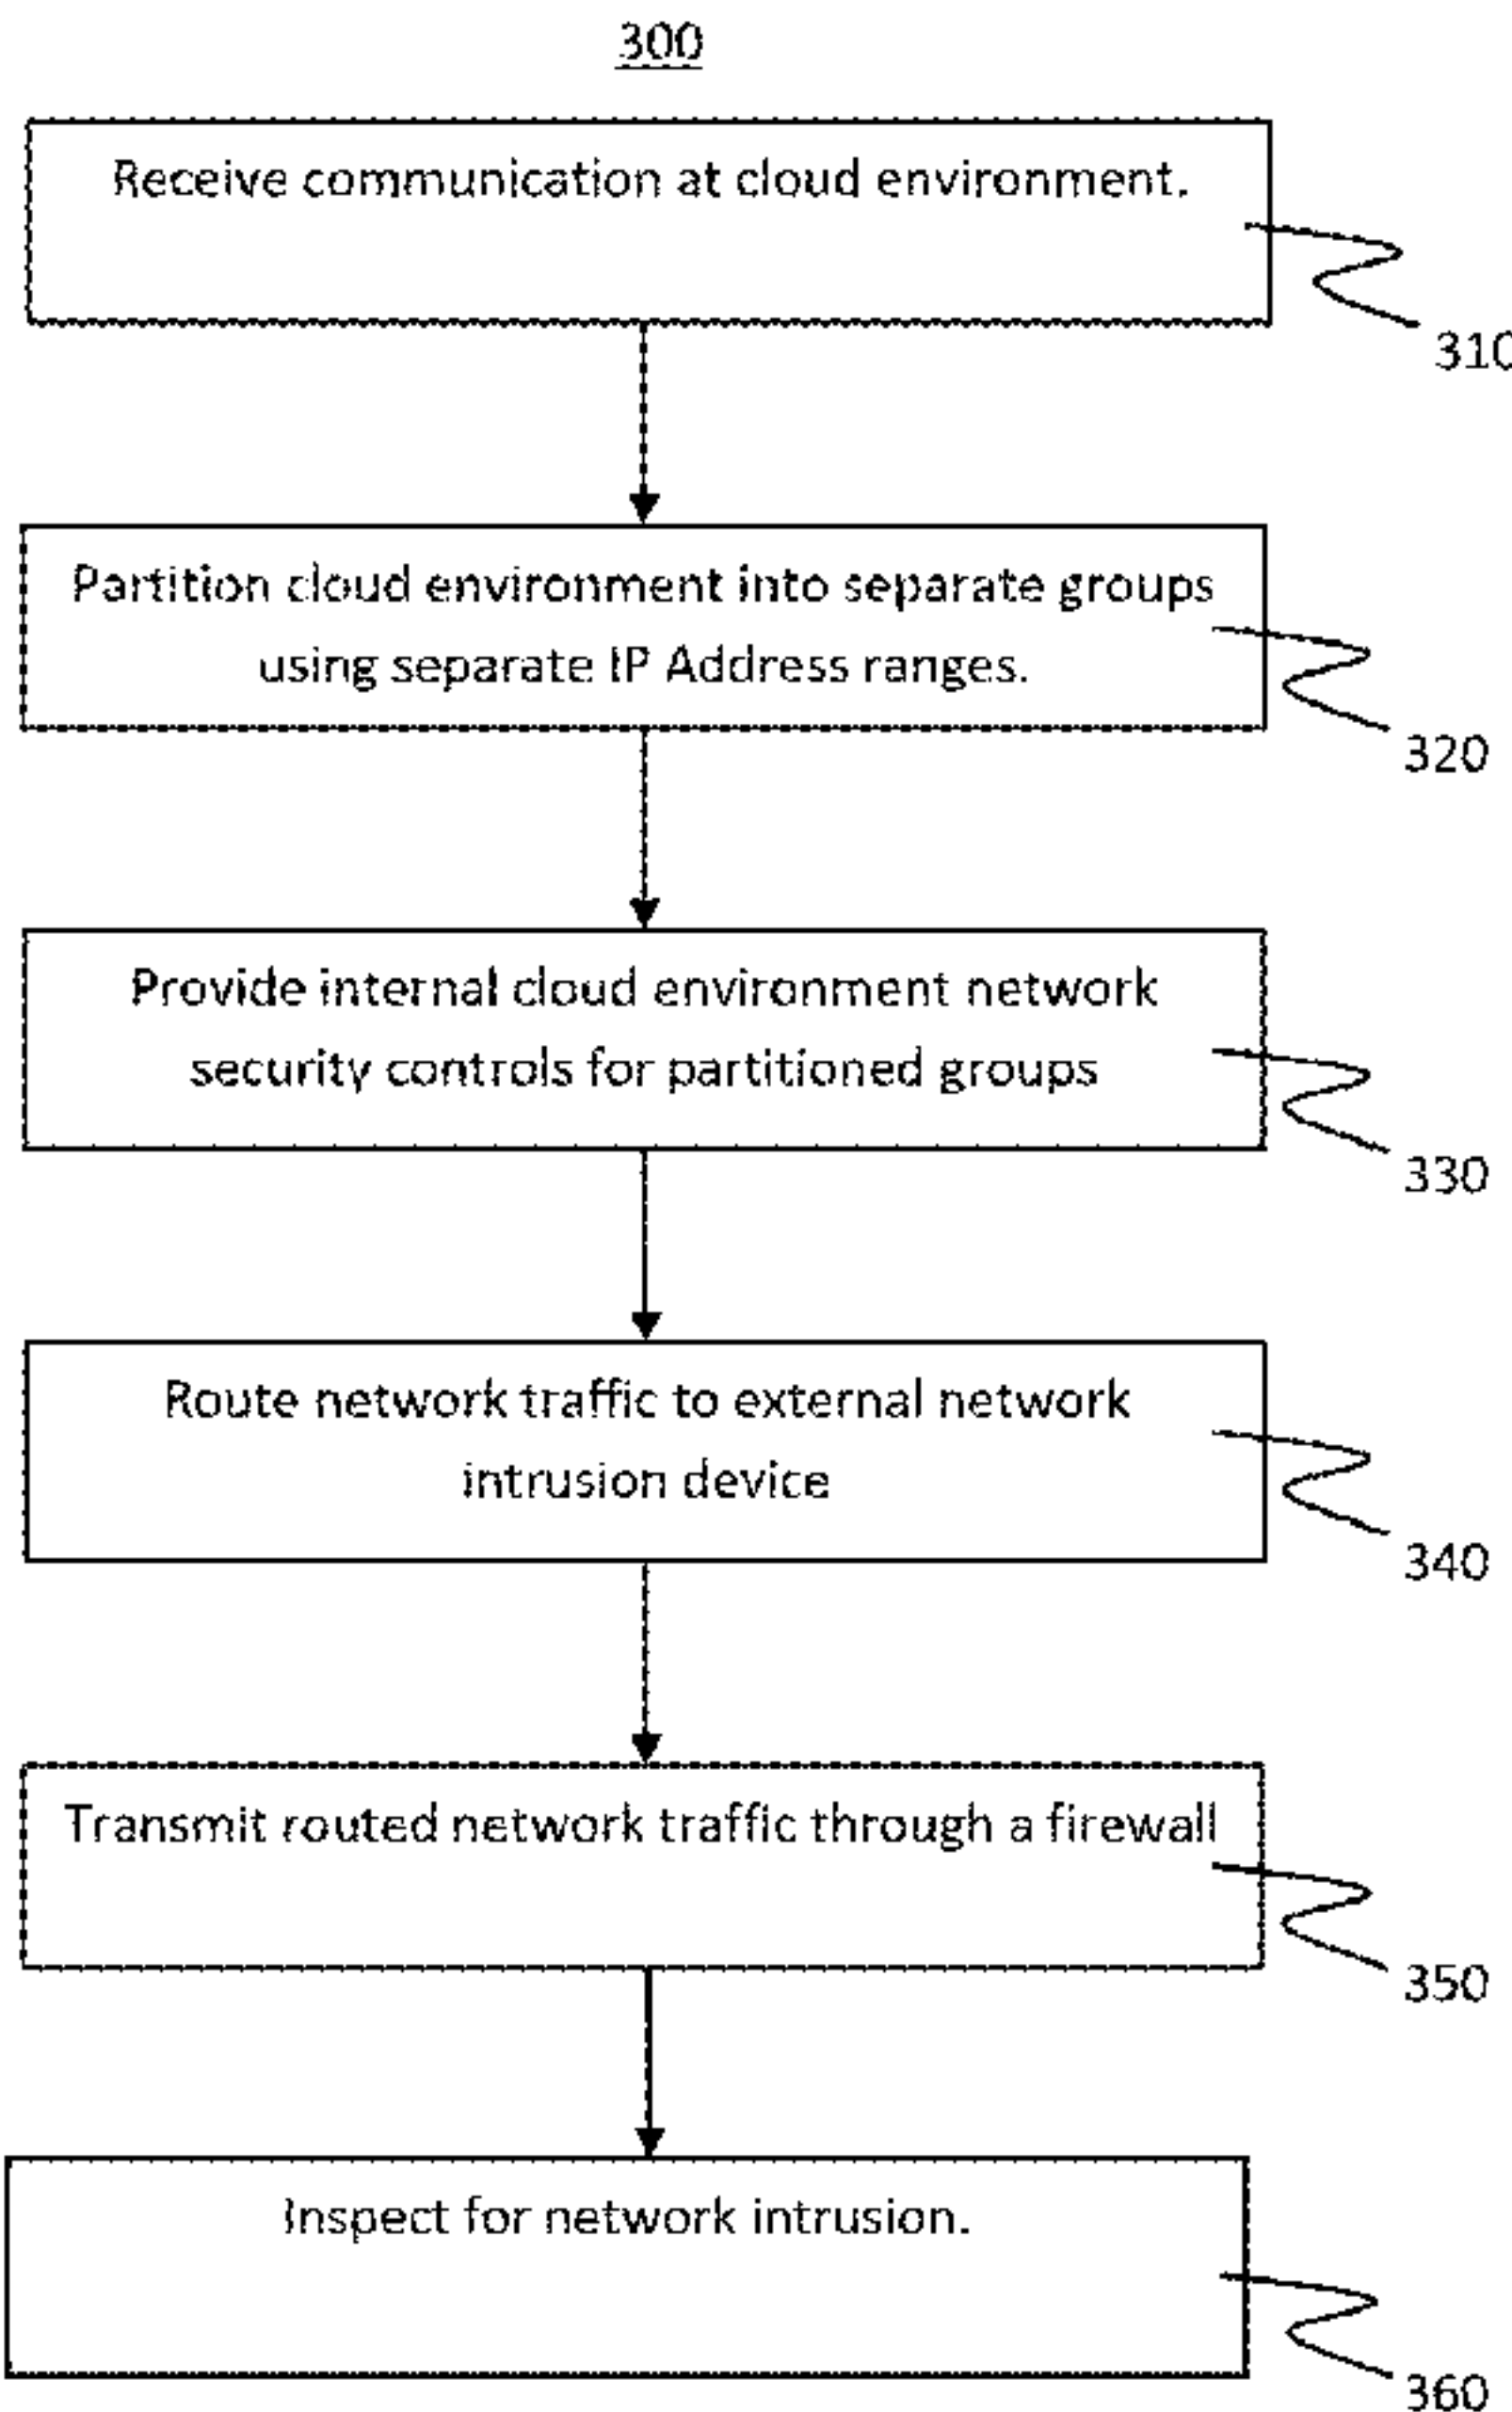 300
Receive communication at cloud environment.
310
Partition cloud environment into separate groups
using separate IP Address ranges.
320
Provide internal cloud environment network
security controls for partitioned groups
330
Route network traffic to external network
intrusion device
340
Transmit routed network traffic through a firewall
350
Inspect for network intrusion.
360